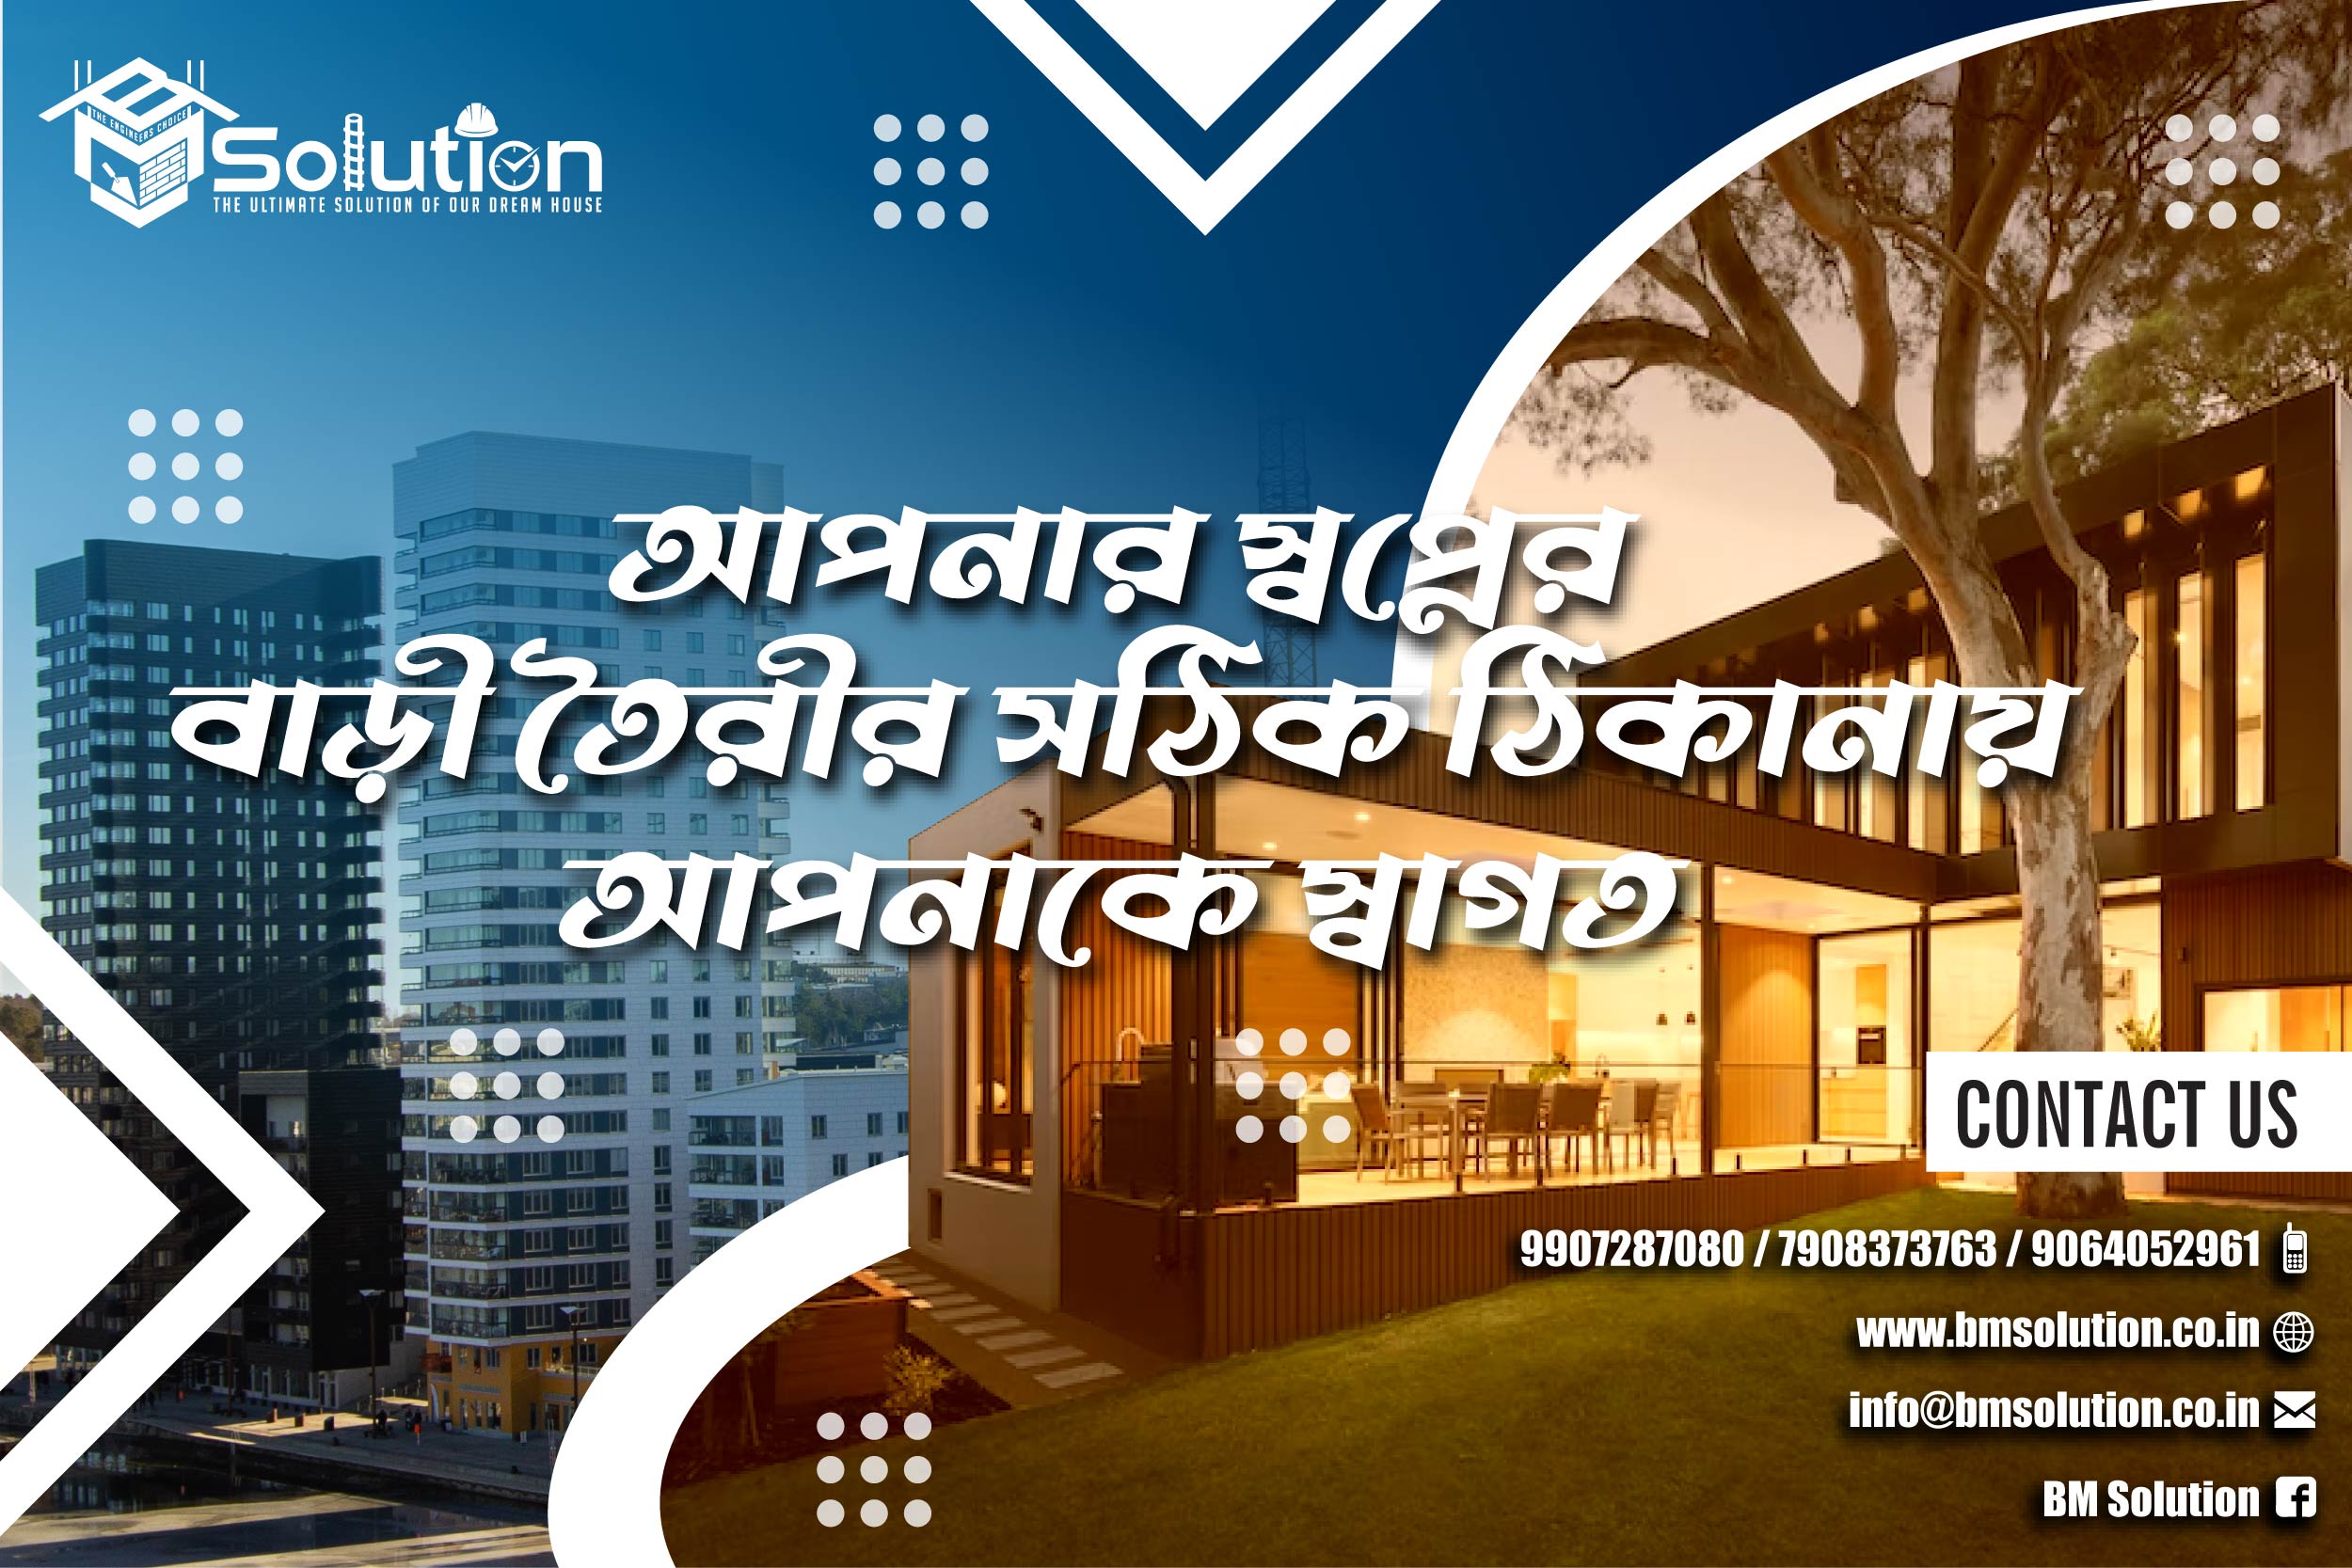 THE ENGINEERS CHOICE
BM Solution
THE ULTIMATE SOLUTION OF OUR DREAM HOUSE
আপনার স্বপ্নের
বাড়ী তৈরীর সঠিক ঠিকানায়
আপনাকে স্বাগত
CONTACT US
9907287080 / 7908373763 / 9064052961
www.bmsolution.co.in
info@bmsolution.co.in
BM Solution